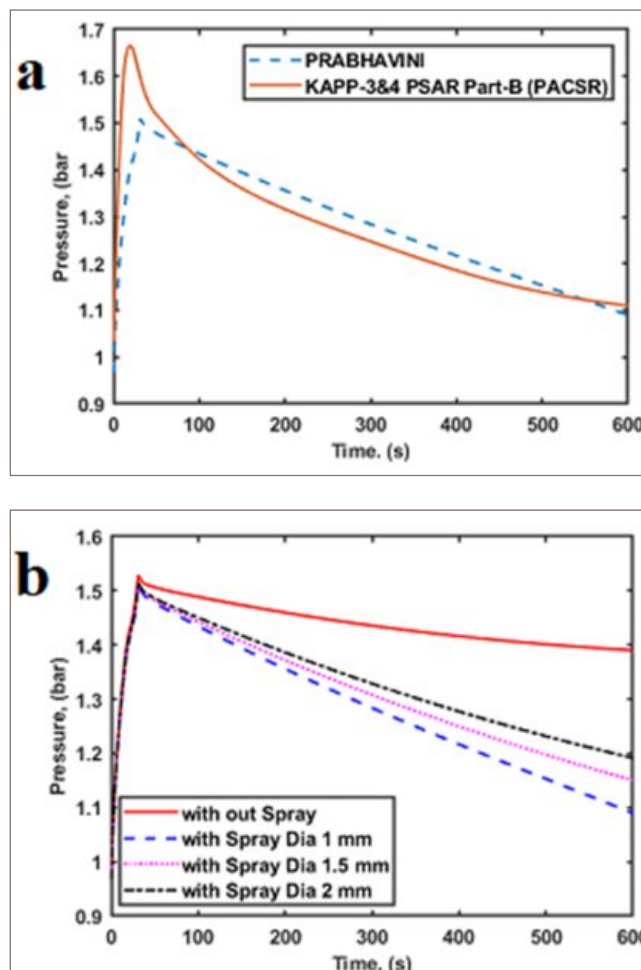 a
1.7
1.6
1.5
1.4
1.3
1.2
1.1
1
0.9
Pressure, (bar
PRABHAVINI
KAPP-3&4 PSAR Part-B (PACSR)
0 100 200 300 400 500 600
Time. (s)
b
1.6
1.5
1.4
1.3
1.2
1.1
1
0.9
Pressure, (bar)
with out Spray
with Spray Dia 1 mm
with Spray Dia 1.5 mm
with Spray Dia 2 mm
0 100 200 300 400 500 600
Time. (s)